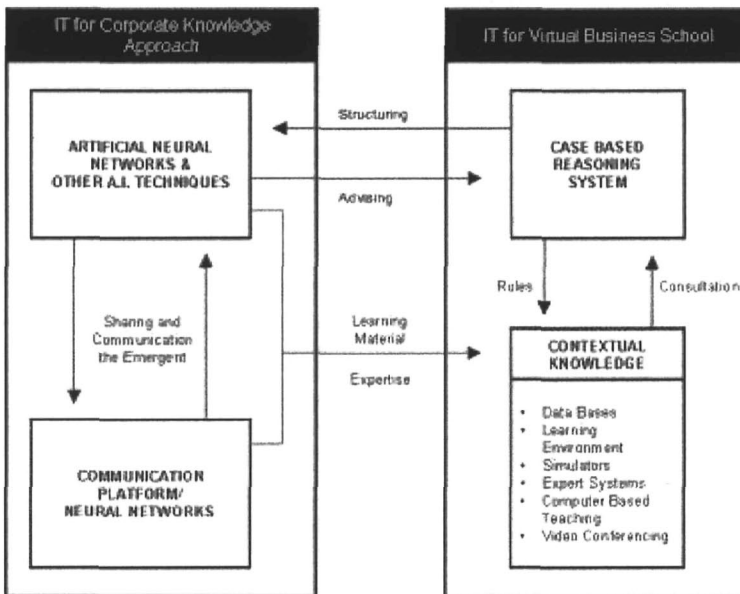 IT for Corporate Knowledge
Approach
IT for Virtual Business School
ARTIFICIAL NEURAL
NETWORKS &
OTHER A.I. TECHNIQUES
Structuring
Advising
CASE BASED
REASONING
SYSTEM
Sharing and
Communication
the Emergent
Learning
Material
Expertise
Rules
Consultation
COMMUNICATION
PLATFORM/
NEURAL NETWORKS
CONTEXTUAL
KNOWLEDGE
• Data Bases
• Learning
Environment
• Simulators
• Expert Systems
• Computer Based
Teaching
• Video Conferencing